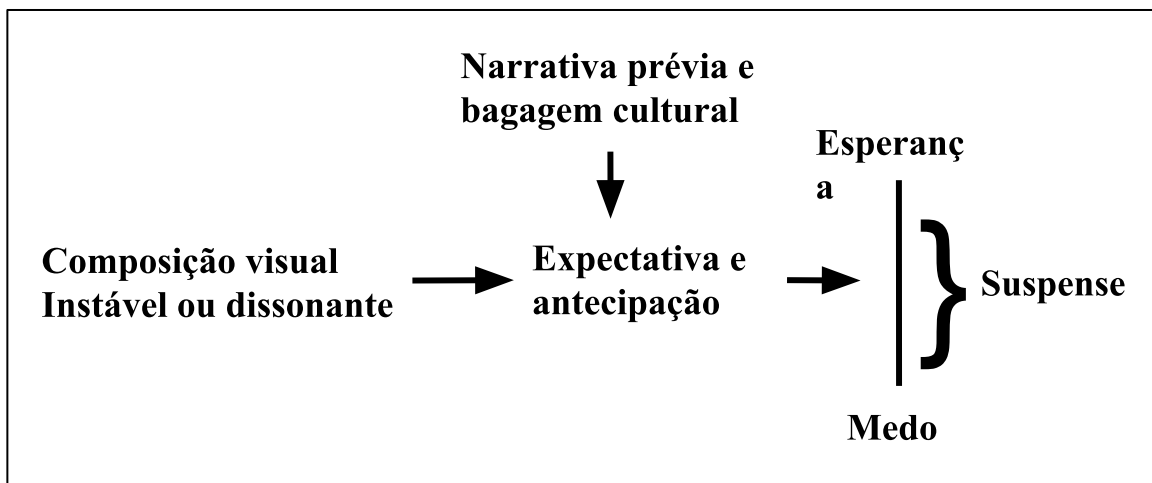 Narrativa prévia e
bagagem cultural
Esperanç
a
Composição visual
Instável ou dissonante
Expectativa e
antecipação
Suspense
Medo